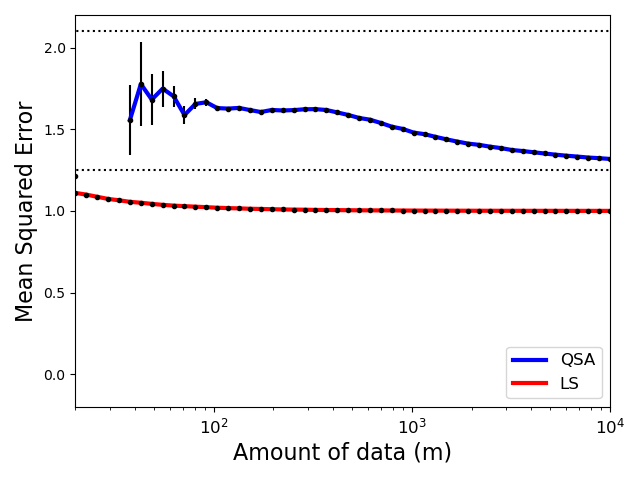 2.0
1.5
1.0
0.5
0.0
Mean Squared Error
10²
10³
10⁴
Amount of data (m)
QSA
LS